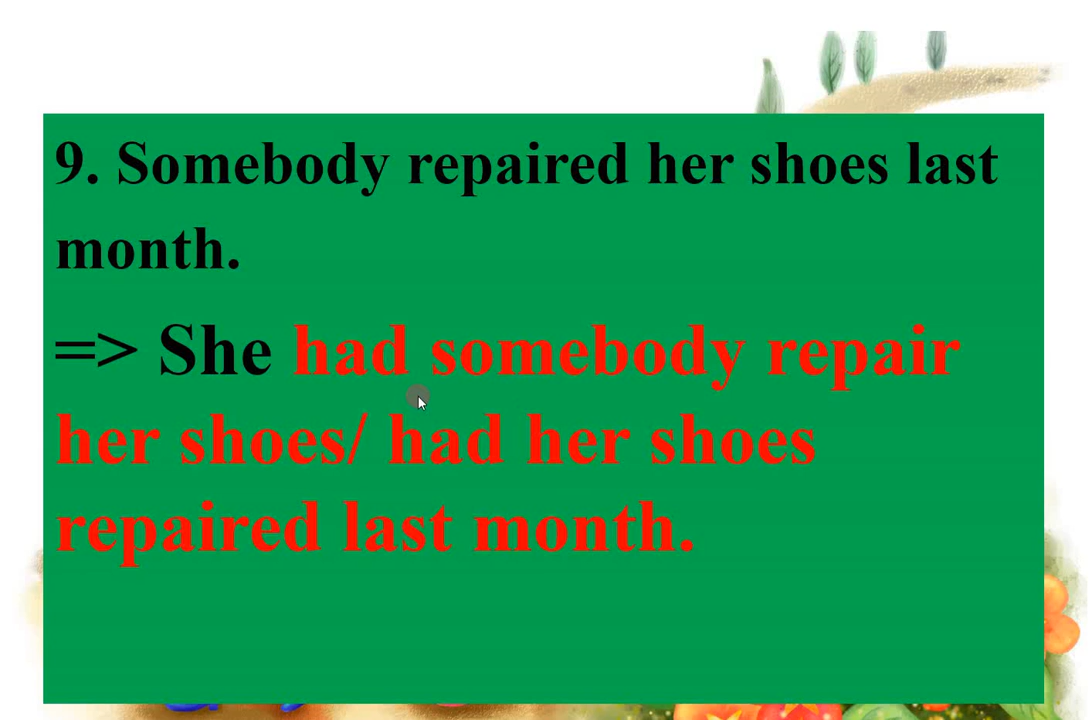 9. Somebody repaired her shoes last
month.
=> She had somebody repair
her shoes/ had her shoes
repaired last month.